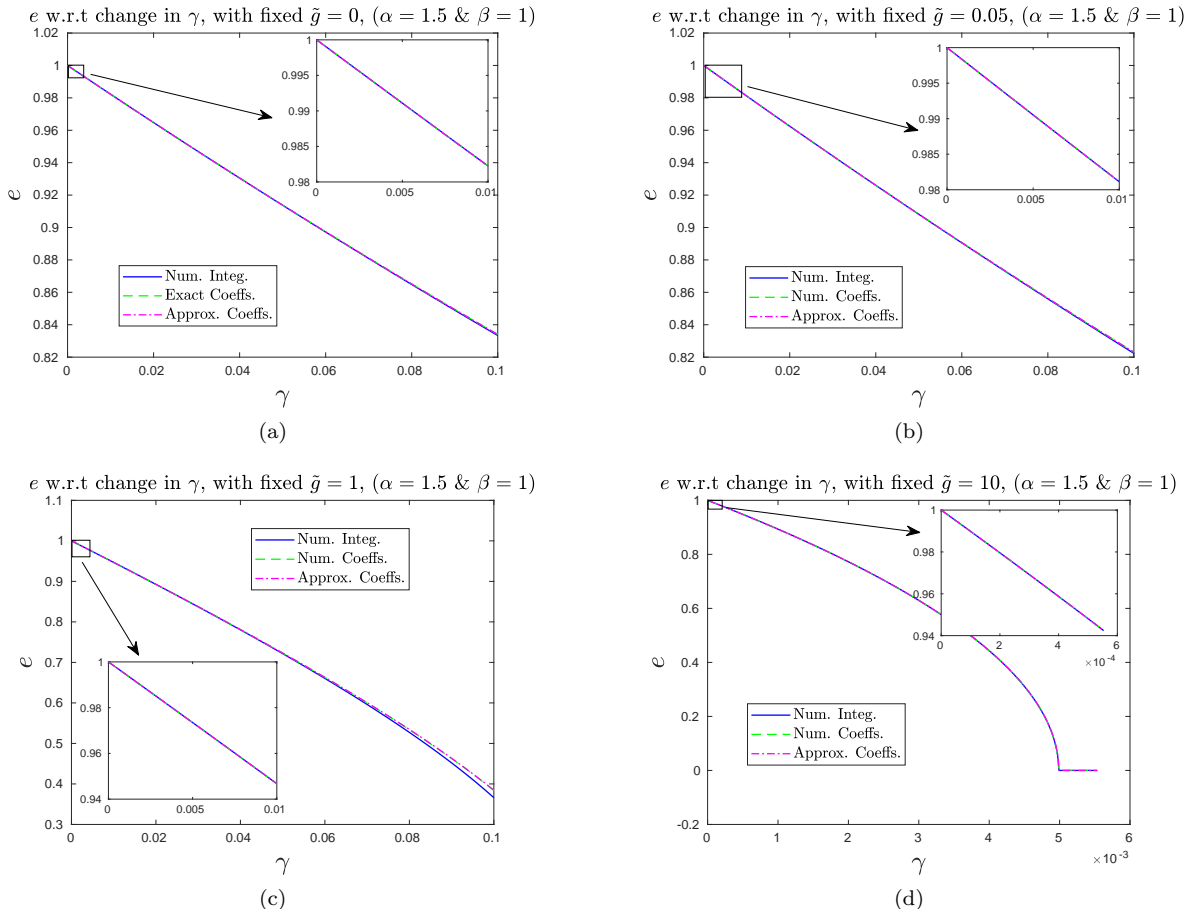 e w.r.t change in γ, with fixed g̃ = 0, (α = 1.5 & β = 1)
1.02
1
0.98
0.96
0.94
0.92
0.9
0.88
0.86
0.84
0.82
e
0 0.02 0.04 0.06 0.08 0.1
γ
1
0.995
0.99
0.985
0.98
0 0.005 0.01
Num. Integ.
Exact Coeffs.
Approx. Coeffs.
(a)
e w.r.t change in γ, with fixed g̃ = 0.05, (α = 1.5 & β = 1)
1.02
1
0.98
0.96
0.94
0.92
0.9
0.88
0.86
0.84
0.82
e
0 0.02 0.04 0.06 0.08 0.1
γ
1
0.995
0.99
0.985
0.98
0 0.005 0.01
Num. Integ.
Num. Coeffs.
Approx. Coeffs.
(b)
e w.r.t change in γ, with fixed g̃ = 1, (α = 1.5 & β = 1)
1.1
1
0.9
0.8
0.7
0.6
0.5
0.4
0.3
e
0 0.02 0.04 0.06 0.08 0.1
γ
Num. Integ.
Num. Coeffs.
Approx. Coeffs.
1
0.98
0.96
0.94
0 0.005 0.01
(c)
e w.r.t change in γ, with fixed g̃ = 10, (α = 1.5 & β = 1)
1
0.8
0.6
0.4
0.2
0
-0.2
e
0 1 2 3 4 5 6
×10⁻³
γ
1
0.98
0.96
0.94
0 2 4 6
×10⁻⁴
Num. Integ.
Num. Coeffs.
Approx. Coeffs.
(d)